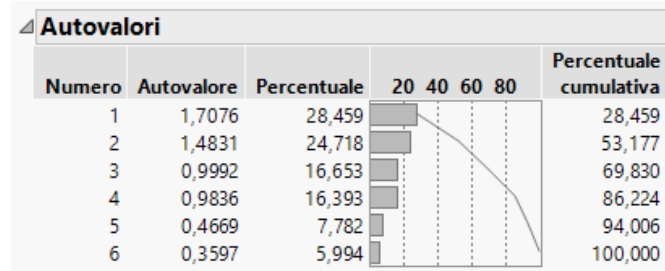 Autovalori
Percentuale
Numero Autovalore Percentuale 20 40 60 80 cumulativa
1 1,7076 28,459 28,459
2 1,4831 24,718 53,177
3 0,9992 16,653 69,830
4 0,9836 16,393 86,224
5 0,4669 7,782 94,006
6 0,3597 5,994 100,000